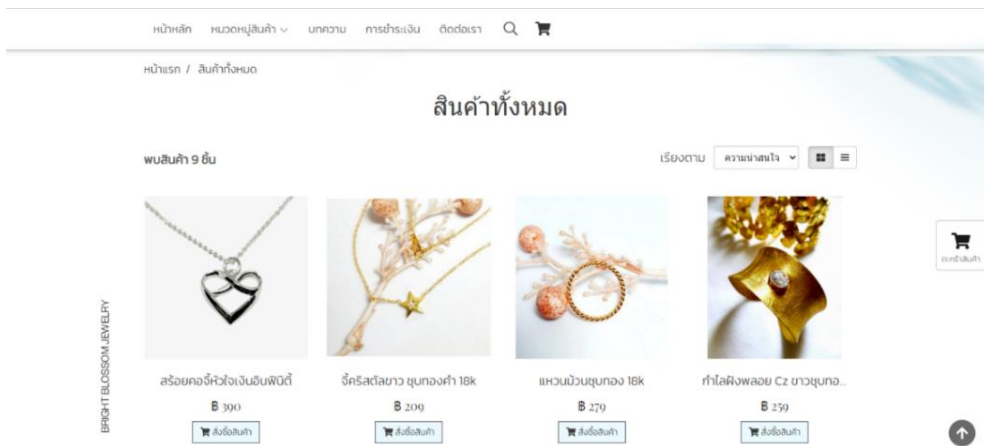 หน้าหลัก หมวดหมู่สินค้า บทความ การชำระเงิน ติดต่อเรา
หน้าแรก / สินค้าทั้งหมด
สินค้าทั้งหมด
พบสินค้า 9 ชิ้น
เรียงตาม ความน่าสนใจ
ตะกร้าสินค้า
BRIGHT BLOSSOM JEWELRY
สร้อยคอจี้หัวใจเงินอินฟินิตี้ จี้คริสตัลขาว ชุบทองคำ 18k แหวนม้วนชุบทอง 18k กำไลฝังพลอย Cz ขาวชุบทอ...
฿ 390 ฿ 209 ฿ 279 ฿ 259
สั่งซื้อสินค้า สั่งซื้อสินค้า สั่งซื้อสินค้า สั่งซื้อสินค้า